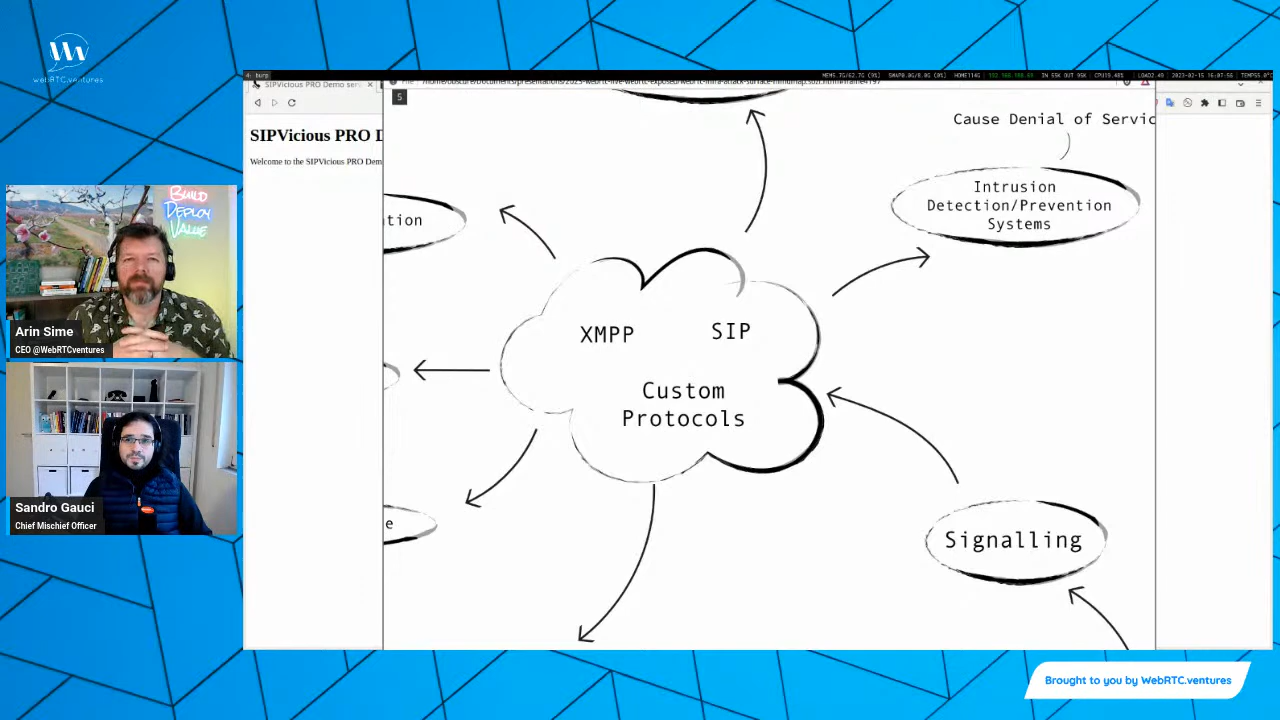 webRTC.ventures
SIPVicious PRO Demo serv
SIPVicious PRO D
Welcome to the SIPVicious PRO Dem
5
Cause Denial of Servic
Intrusion
Detection/Prevention
Systems
tion
XMPP
SIP
Custom
Protocols
e
Signalling
BUILD
DEPLOY
VALUE
Arin Sime
CEO @WebRTCventures
Sandro Gauci
Chief Mischief Officer
Brought to you by WebRTC.ventures